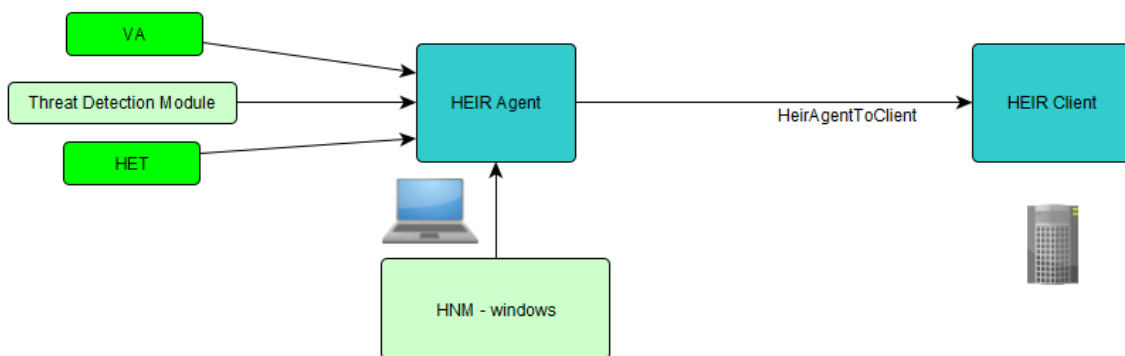 VA
Threat Detection Module
HET
HEIR Agent
HeirAgentToClient
HEIR Client
HNM - windows